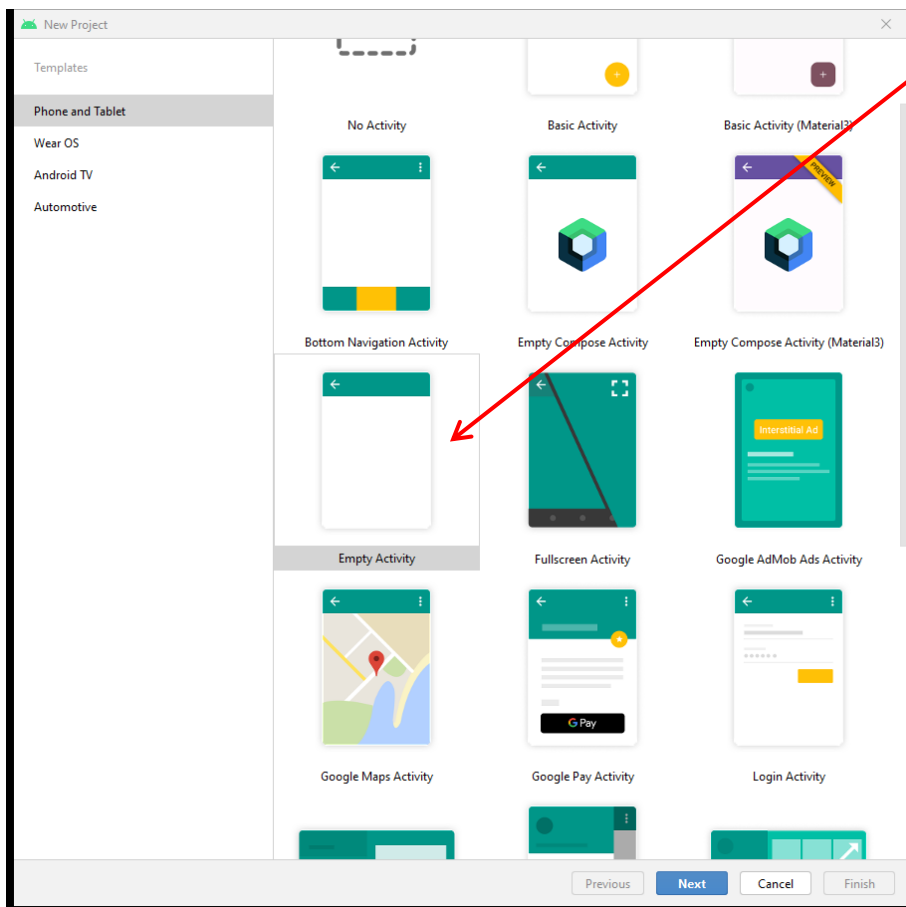 New Project
Templates
Phone and Tablet
Wear OS
Android TV
Automotive
No Activity
Basic Activity
Basic Activity (Material3)
PREVIEW
Bottom Navigation Activity
Empty Compose Activity
Empty Compose Activity (Material3)
Interstitial Ad
Empty Activity
Fullscreen Activity
Google AdMob Ads Activity
G Pay
Google Maps Activity
Google Pay Activity
Login Activity
Previous
Next
Cancel
Finish